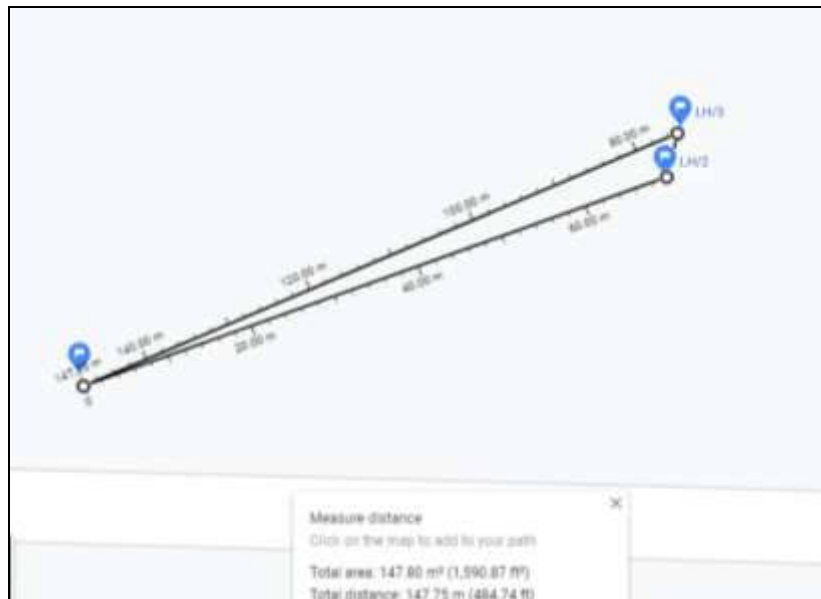 LH/3
80.00 m
LH/2
100.00 m
60.00 m
120.00 m
40.00 m
140.00 m
20.00 m
0
Measure distance
Click on the map to add to your path
Total area: 147.80 m² (1,590.87 ft²)
Total distance: 147.75 m (484.74 ft)